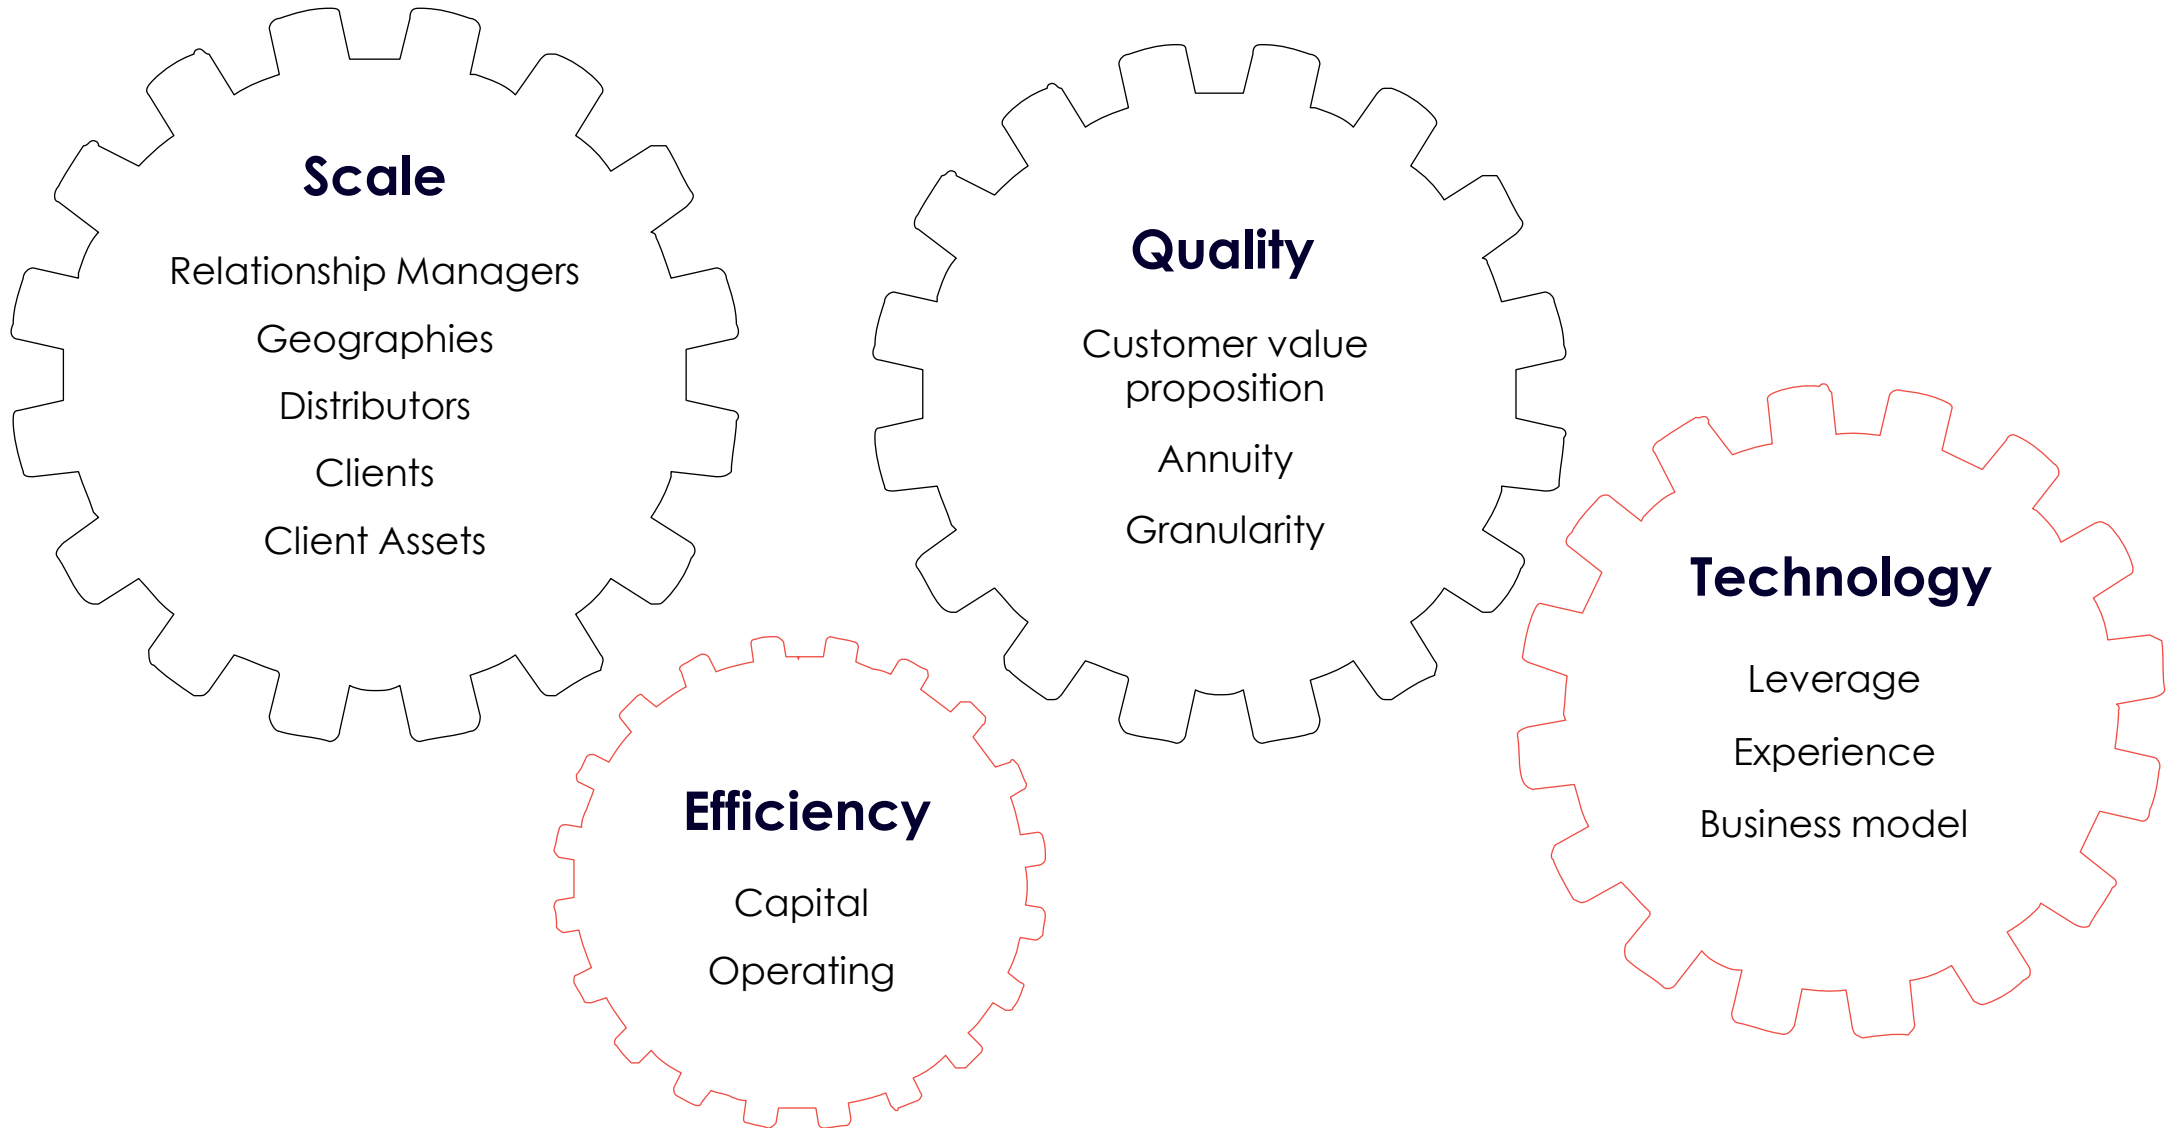 Scale
Relationship Managers
Geographies
Distributors
Clients
Client Assets
Quality
Customer value
proposition
Annuity
Granularity
Efficiency
Capital
Operating
Technology
Leverage
Experience
Business model